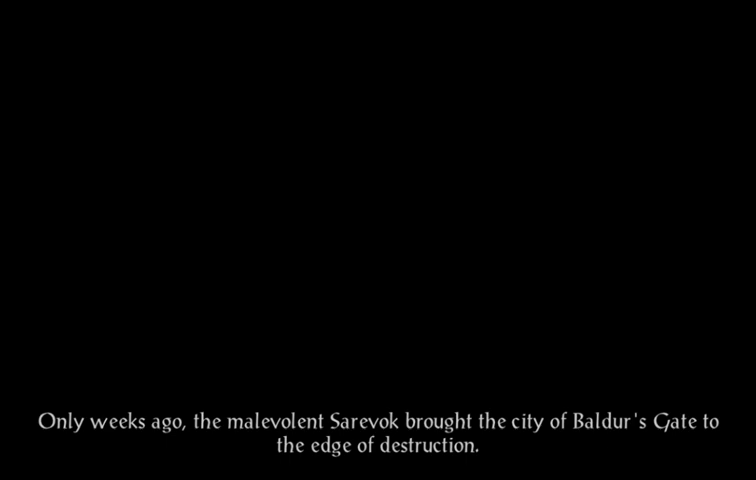 Only weeks ago, the malevolent Sarevok brought the city of Baldur's Gate to
the edge of destruction.